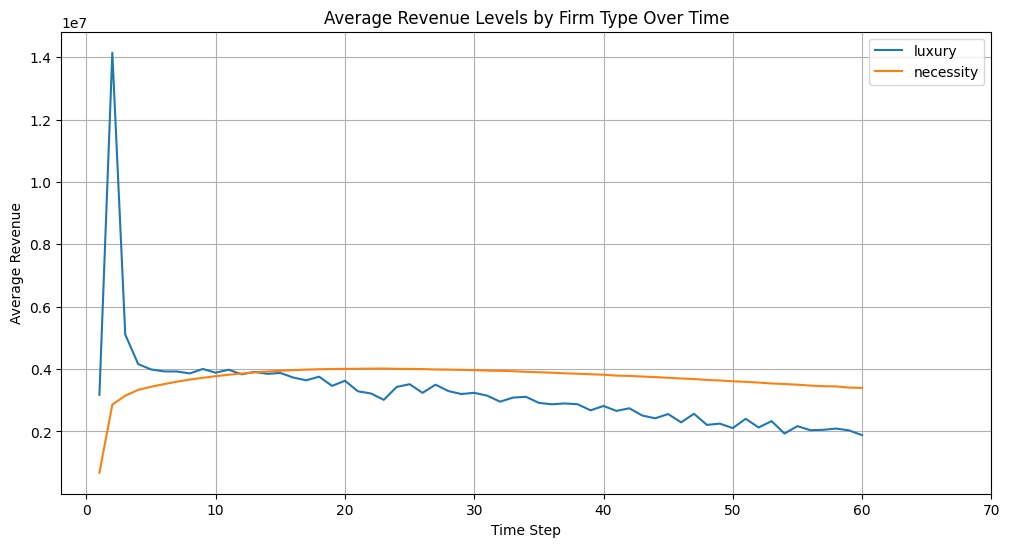 Average Revenue Levels by Firm Type Over Time
1e7
luxury
necessity
1.4
1.2
1.0
0.8
0.6
0.4
0.2
Average Revenue
0 10 20 30 40 50 60 70
Time Step